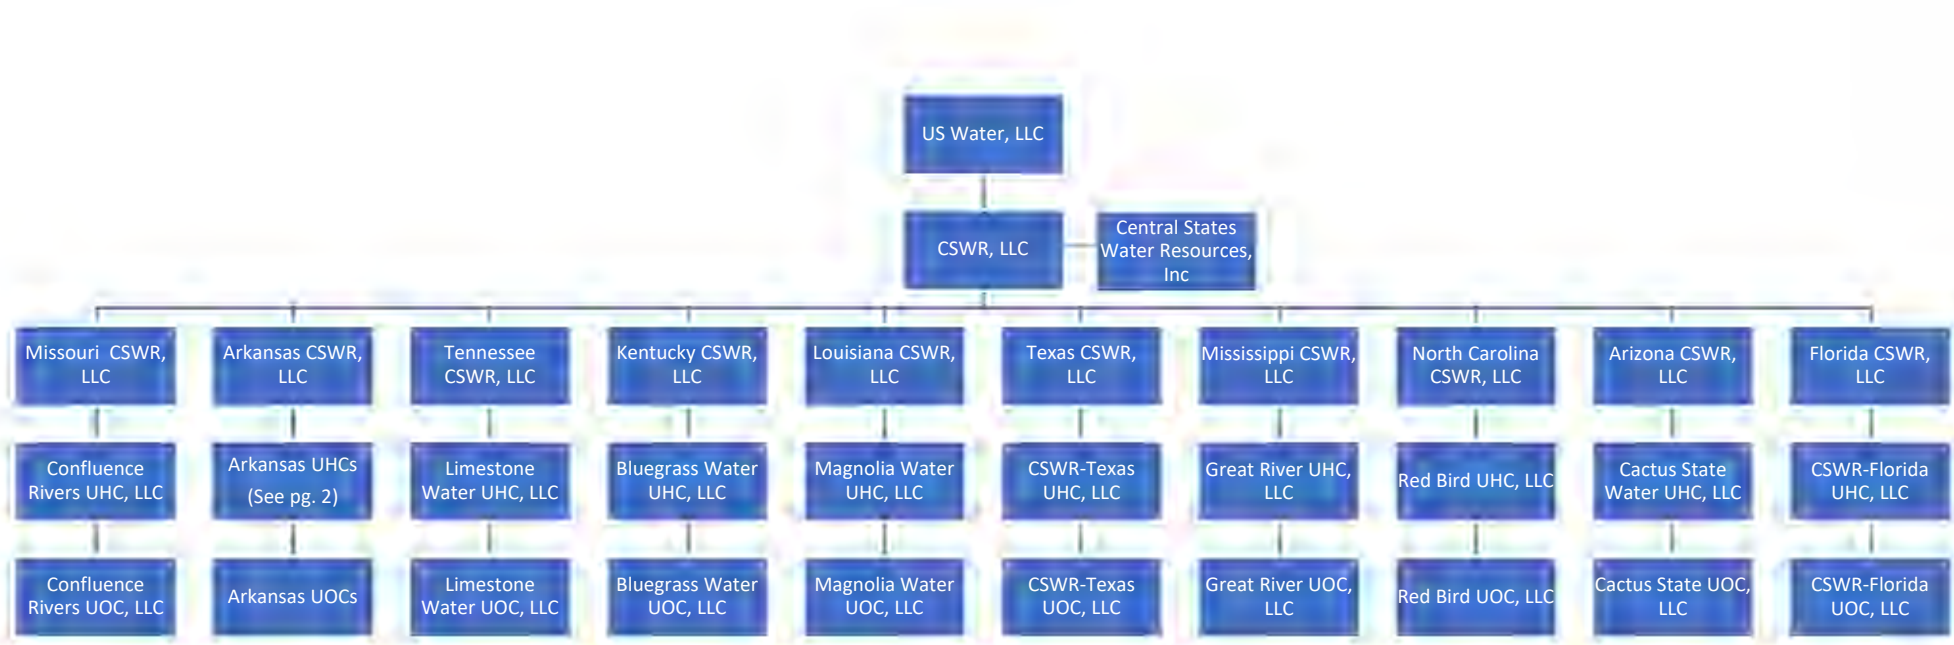 US Water, LLC
CSWR, LLC
Central States
Water Resources,
Inc
Missouri CSWR,
LLC
Arkansas CSWR,
LLC
Tennessee
CSWR, LLC
Kentucky CSWR,
LLC
Louisiana CSWR,
LLC
Texas CSWR,
LLC
Mississippi CSWR,
LLC
North Carolina
CSWR, LLC
Arizona CSWR,
LLC
Florida CSWR,
LLC
Confluence
Rivers UHC, LLC
Arkansas UHCs
(See pg. 2)
Limestone
Water UHC, LLC
Bluegrass Water
UHC, LLC
Magnolia Water
UHC, LLC
CSWR-Texas
UHC, LLC
Great River UHC,
LLC
Red Bird UHC, LLC
Cactus State
Water UHC, LLC
CSWR-Florida
UHC, LLC
Confluence
Rivers UOC, LLC
Arkansas UOCs
Limestone
Water UOC, LLC
Bluegrass Water
UOC, LLC
Magnolia Water
UOC, LLC
CSWR-Texas
UOC, LLC
Great River UOC,
LLC
Red Bird UOC, LLC
Cactus State UOC,
LLC
CSWR-Florida
UOC, LLC